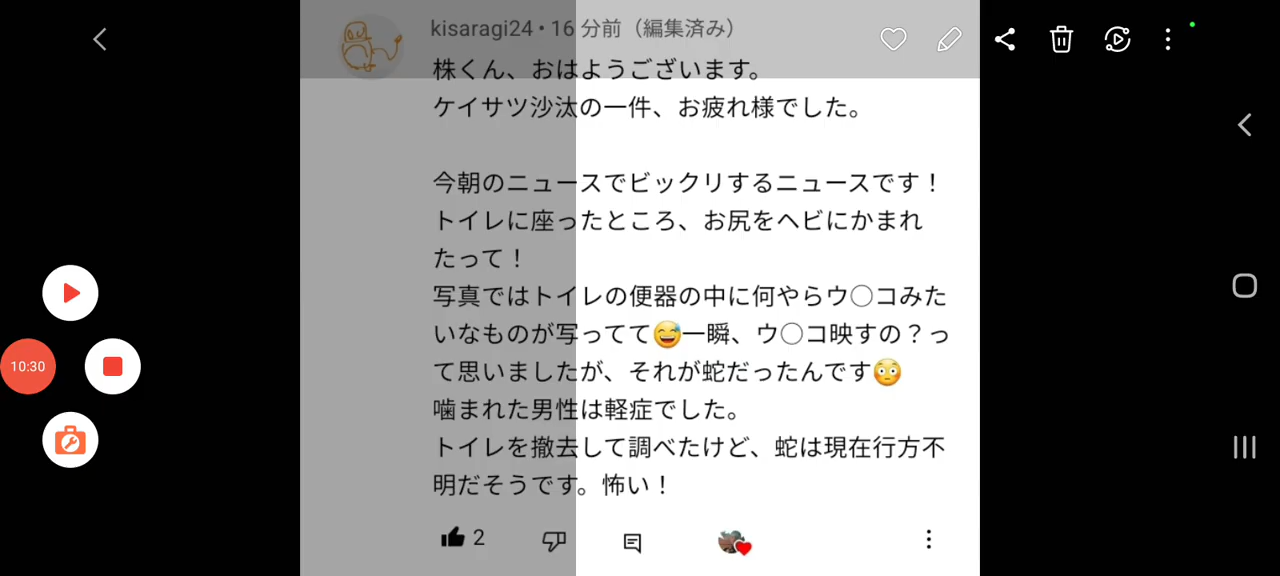 kisaragi24 • 16 分前（編集済み）
株くん、おはようございます。
ケイサツ沙汰の一件、お疲れ様でした。
今朝のニュースでビックリするニュースです！
トイレに座ったところ、お尻をヘビにかまれ
たって！
写真ではトイレの便器の中に何やらウ◯コみた
いなものが写ってて😅一瞬、ウ◯コ映すの？っ
て思いましたが、それが蛇だったんです😳
噛まれた男性は軽症でした。
トイレを撤去して調べたけど、蛇は現在行方不
明だそうです。怖い！
10:30
2